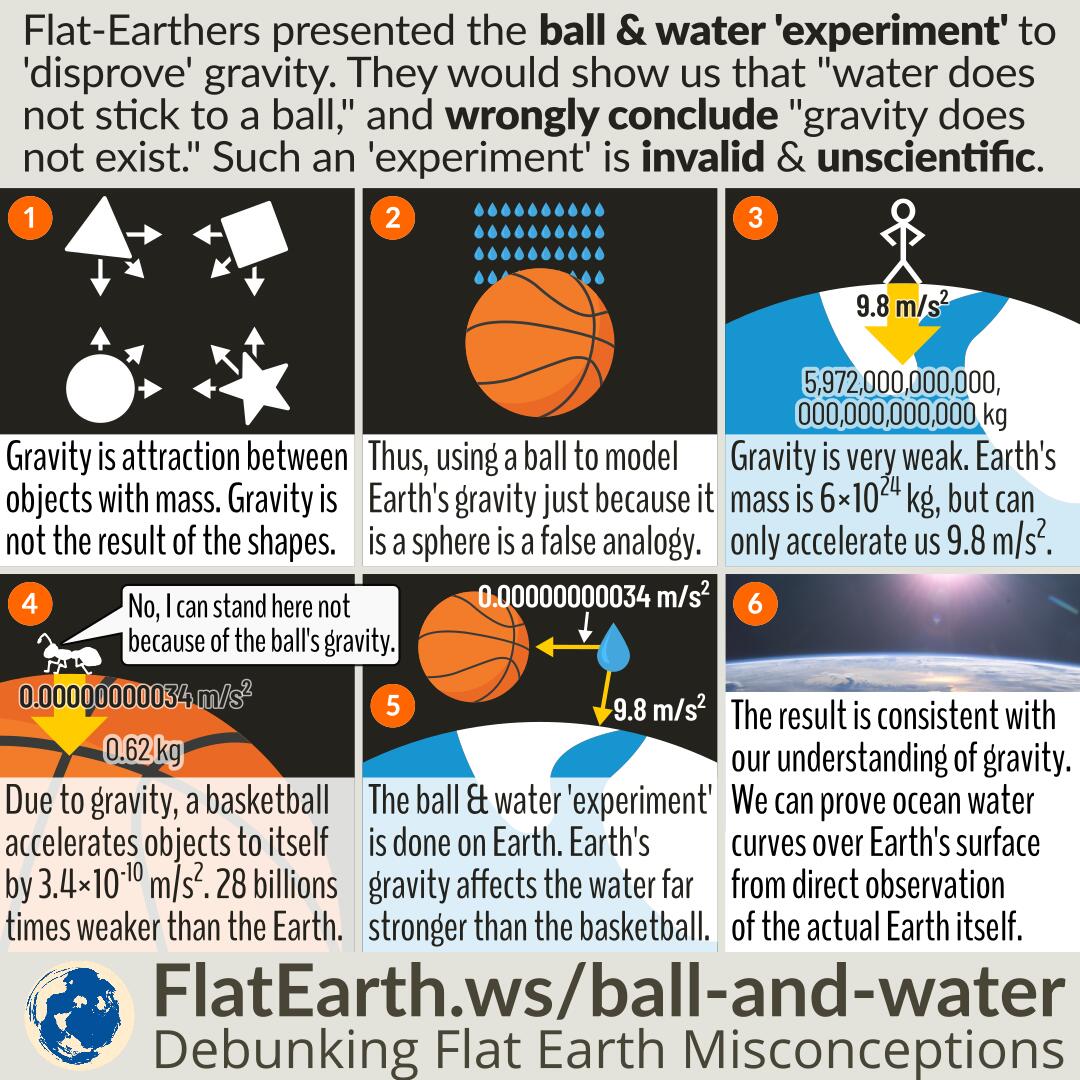 Flat-Earthers presented the ball & water 'experiment' to
'disprove' gravity. They would show us that "water does
not stick to a ball," and wrongly conclude "gravity does
not exist." Such an 'experiment' is invalid & unscientific.
1
Gravity is attraction between
objects with mass. Gravity is
not the result of the shapes.
2
Thus, using a ball to model
Earth's gravity just because it
is a sphere is a false analogy.
3
9.8 m/s²
5,972,000,000,000,
000,000,000,000 kg
Gravity is very weak. Earth's
mass is 6×10²⁴ kg, but can
only accelerate us 9.8 m/s².
4
No, I can stand here not
because of the ball's gravity.
0.00000000034 m/s²
0.62 kg
Due to gravity, a basketball
accelerates objects to itself
by 3.4×10⁻¹⁰ m/s². 28 billions
times weaker than the Earth.
5
0.00000000034 m/s²
9.8 m/s²
The ball & water 'experiment'
is done on Earth. Earth's
gravity affects the water far
stronger than the basketball.
6
The result is consistent with
our understanding of gravity.
We can prove ocean water
curves over Earth's surface
from direct observation
of the actual Earth itself.
FlatEarth.ws/ball-and-water
Debunking Flat Earth Misconceptions